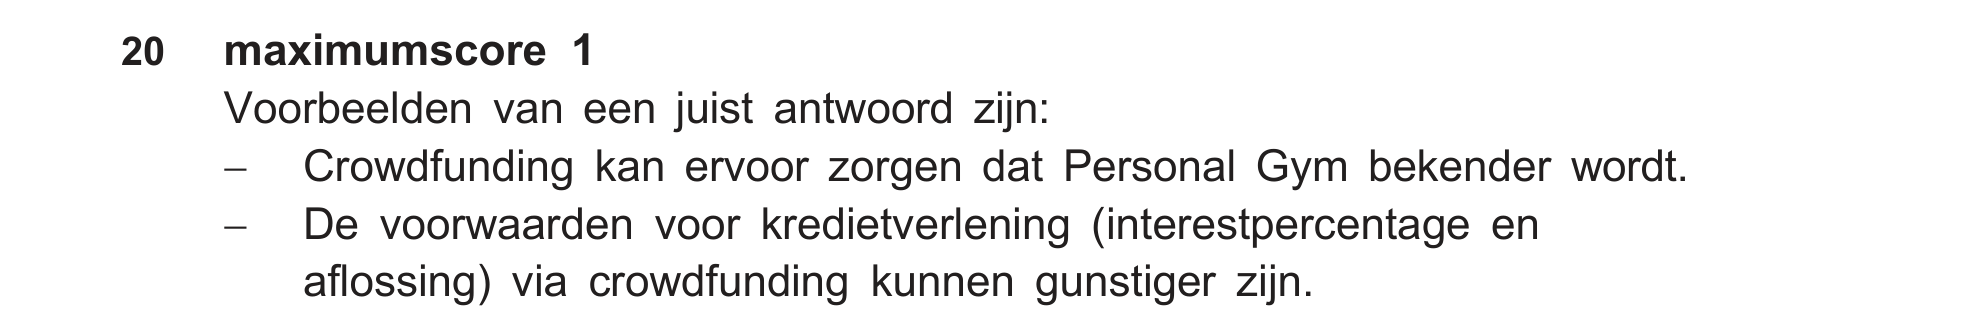 20 maximumscore 1
Voorbeelden van een juist antwoord zijn:
− Crowdfunding kan ervoor zorgen dat Personal Gym bekender wordt.
− De voorwaarden voor kredietverlening (interestpercentage en
aflossing) via crowdfunding kunnen gunstiger zijn.